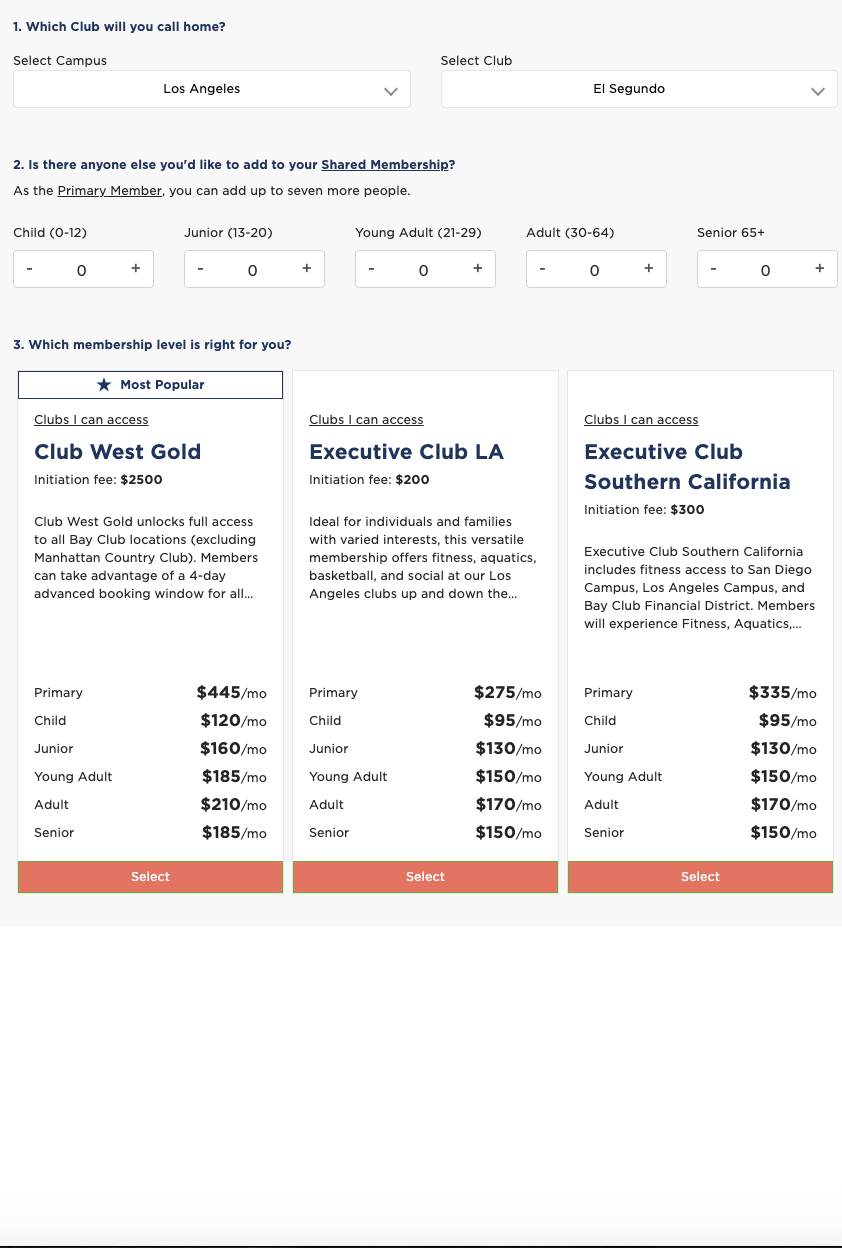 1. Which Club will you call home?
Select Campus
Los Angeles
Select Club
El Segundo
2. Is there anyone else you'd like to add to your Shared Membership?
As the Primary Member, you can add up to seven more people.
Child (0-12)
- 0 +
Junior (13-20)
- 0 +
Young Adult (21-29)
- 0 +
Adult (30-64)
- 0 +
Senior 65+
- 0 +
3. Which membership level is right for you?
★ Most Popular
Clubs I can access
Club West Gold
Initiation fee: $2500
Club West Gold unlocks full access
to all Bay Club locations (excluding
Manhattan Country Club). Members
can take advantage of a 4-day
advanced booking window for all...
Primary $445/mo
Child $120/mo
Junior $160/mo
Young Adult $185/mo
Adult $210/mo
Senior $185/mo
Select
Clubs I can access
Executive Club LA
Initiation fee: $200
Ideal for individuals and families
with varied interests, this versatile
membership offers fitness, aquatics,
basketball, and social at our Los
Angeles clubs up and down the...
Primary $275/mo
Child $95/mo
Junior $130/mo
Young Adult $150/mo
Adult $170/mo
Senior $150/mo
Select
Clubs I can access
Executive Club
Southern California
Initiation fee: $300
Executive Club Southern California
includes fitness access to San Diego
Campus, Los Angeles Campus, and
Bay Club Financial District. Members
will experience Fitness, Aquatics,...
Primary $335/mo
Child $95/mo
Junior $130/mo
Young Adult $150/mo
Adult $170/mo
Senior $150/mo
Select